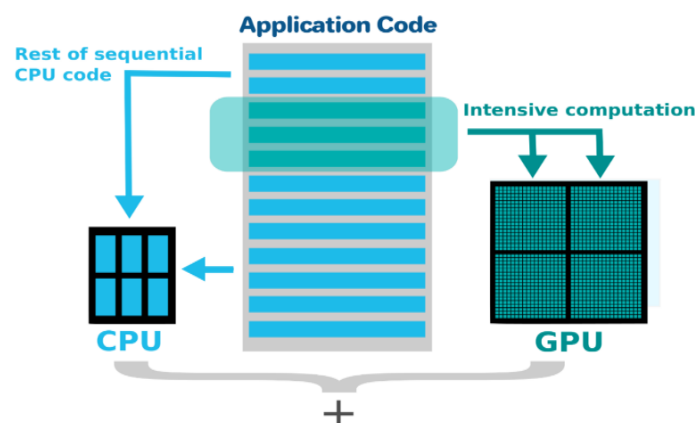 Application Code
Rest of sequential
CPU code
Intensive computation
CPU
GPU
+